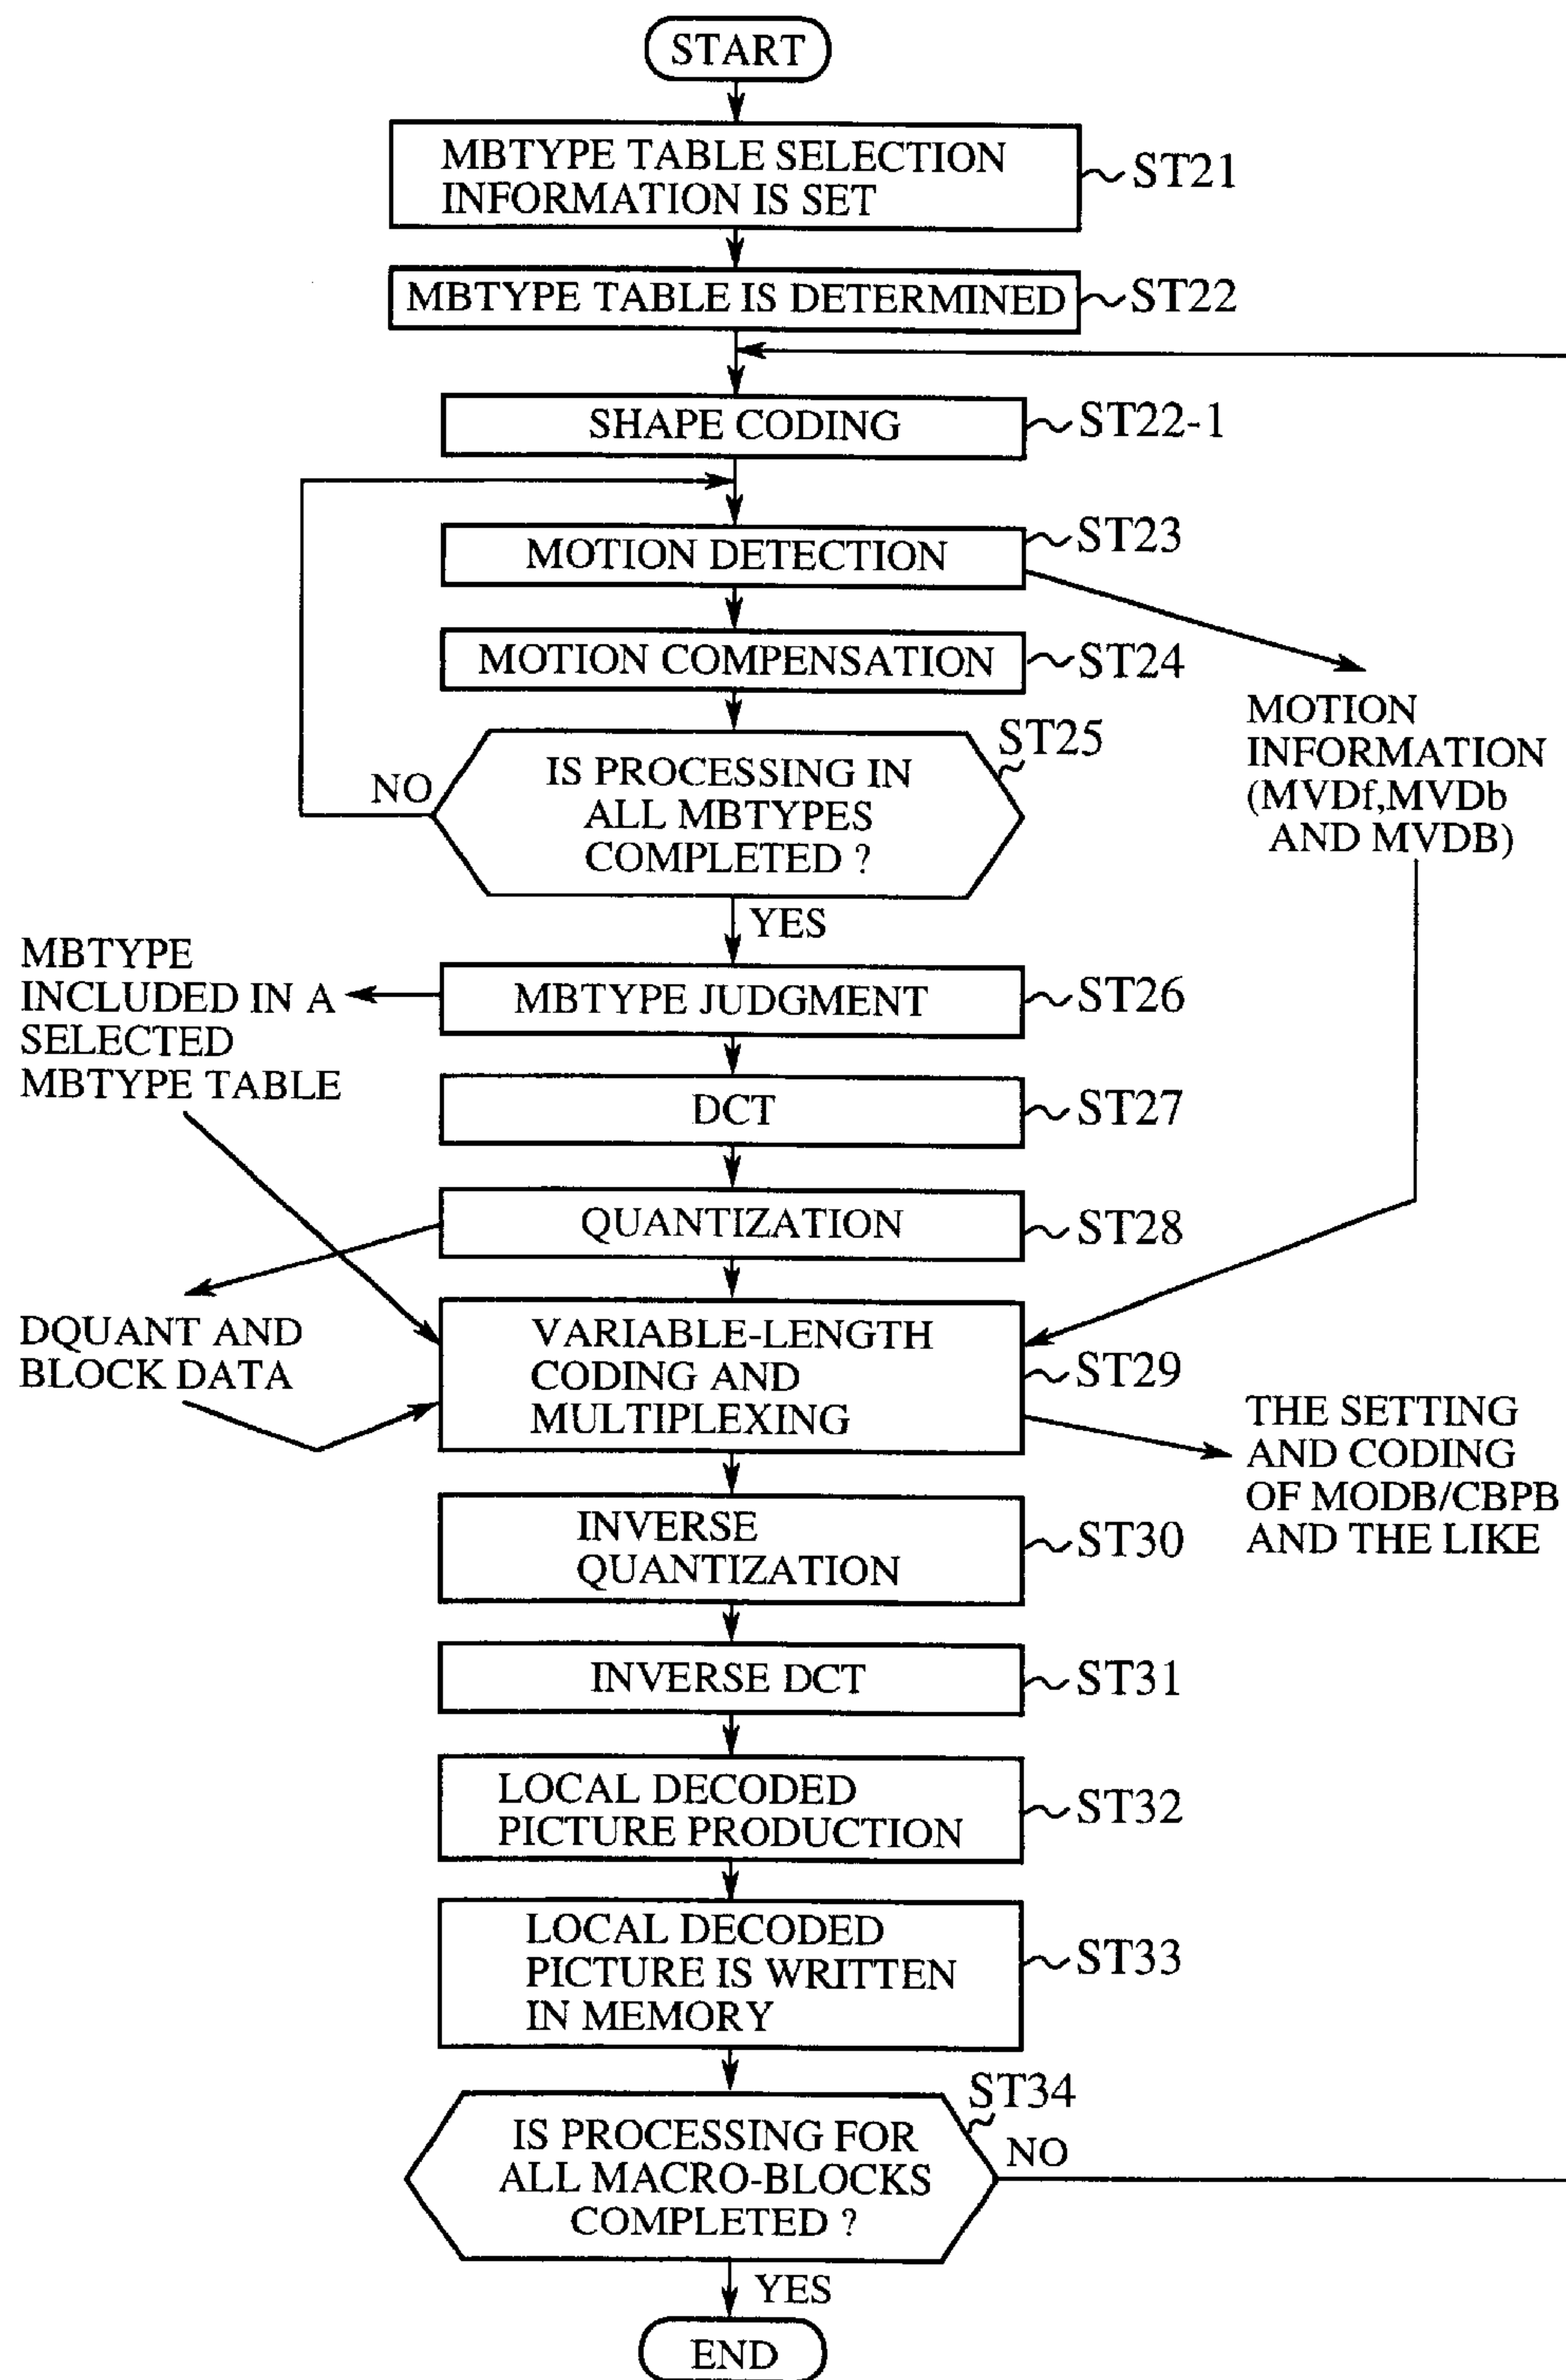 START
MBTYPE TABLE SELECTION
INFORMATION IS SET
ST21
MBTYPE TABLE IS DETERMINED
ST22
SHAPE CODING
ST22-1
MOTION DETECTION
ST23
MOTION COMPENSATION
ST24
MOTION
INFORMATION
(MVDf,MVDb
AND MVDB)
ST25
IS PROCESSING IN
ALL MBTYPES
COMPLETED ?
NO
YES
MBTYPE
INCLUDED IN A
SELECTED
MBTYPE TABLE
MBTYPE JUDGMENT
ST26
DCT
ST27
QUANTIZATION
ST28
DQUANT AND
BLOCK DATA
VARIABLE-LENGTH
CODING AND
MULTIPLEXING
ST29
THE SETTING
AND CODING
OF MODB/CBPB
AND THE LIKE
INVERSE
QUANTIZATION
ST30
INVERSE DCT
ST31
LOCAL DECODED
PICTURE PRODUCTION
ST32
LOCAL DECODED
PICTURE IS WRITTEN
IN MEMORY
ST33
ST34
IS PROCESSING FOR
ALL MACRO-BLOCKS
COMPLETED ?
NO
YES
END